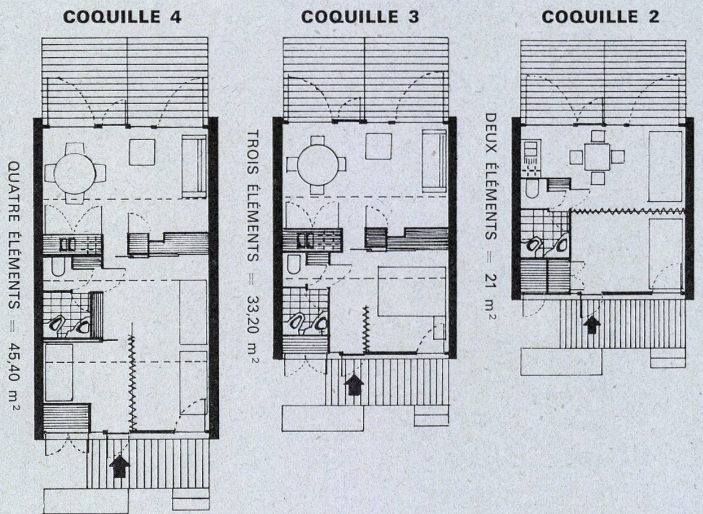 COQUILLE 4
QUATRE ÉLÉMENTS = 45,40 m²
COQUILLE 3
TROIS ÉLÉMENTS = 33,20 m²
COQUILLE 2
DEUX ÉLÉMENTS = 21 m²